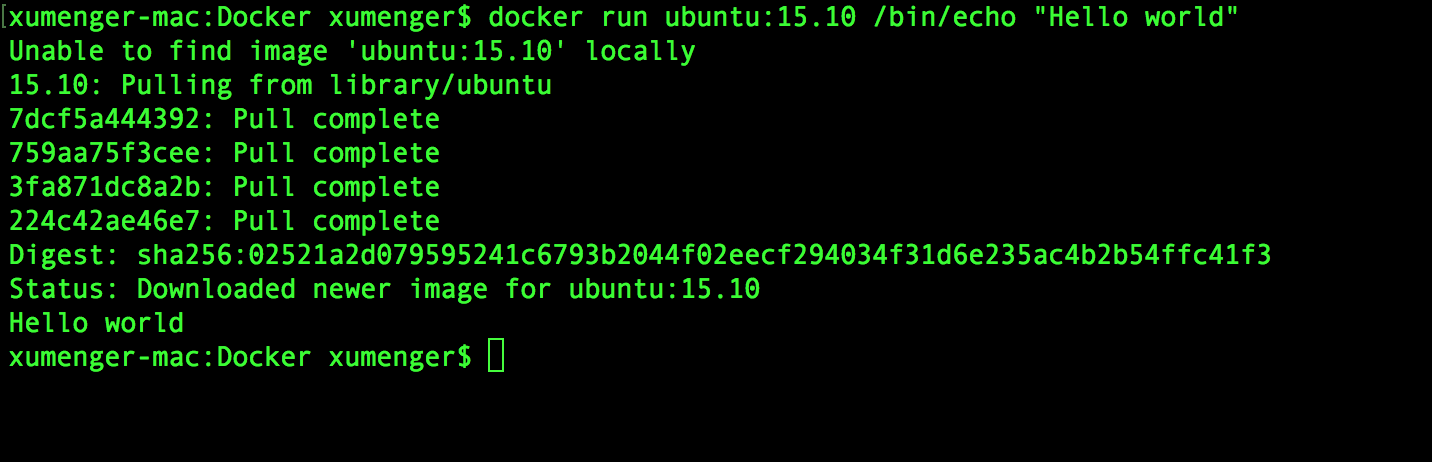 [xumenger-mac:Docker xumenger$ docker run ubuntu:15.10 /bin/echo "Hello world"
Unable to find image 'ubuntu:15.10' locally
15.10: Pulling from library/ubuntu
7dcf5a444392: Pull complete
759aa75f3cee: Pull complete
3fa871dc8a2b: Pull complete
224c42ae46e7: Pull complete
Digest: sha256:02521a2d079595241c6793b2044f02eecf294034f31d6e235ac4b2b54ffc41f3
Status: Downloaded newer image for ubuntu:15.10
Hello world
xumenger-mac:Docker xumenger$